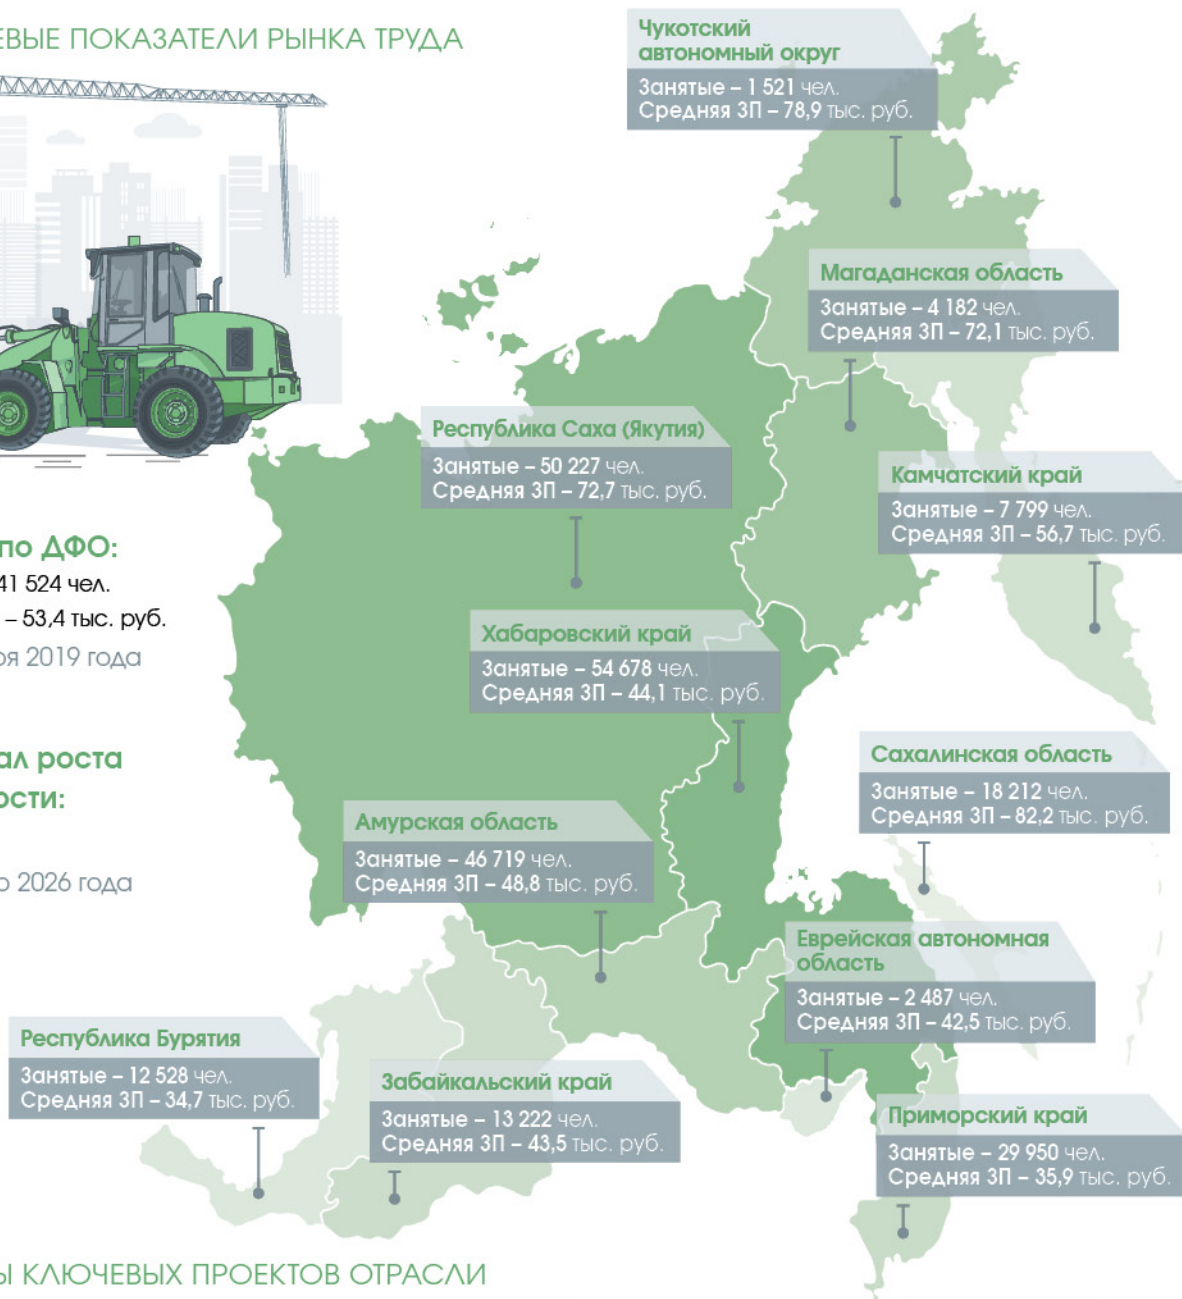 ЕВЫЕ ПОКАЗАТЕЛИ РЫНКА ТРУДА
Чукотский
автономный округ
Занятые – 1 521 чел.
Средняя ЗП – 78,9 тыс. руб.
Магаданская область
Занятые – 4 182 чел.
Средняя ЗП – 72,1 тыс. руб.
Республика Саха (Якутия)
Занятые – 50 227 чел.
Средняя ЗП – 72,7 тыс. руб.
Камчатский край
Занятые – 7 799 чел.
Средняя ЗП – 56,7 тыс. руб.
по ДФО:
41 524 чел.
– 53,4 тыс. руб.
ря 2019 года
Хабаровский край
Занятые – 54 678 чел.
Средняя ЗП – 44,1 тыс. руб.
ал роста
ости:
о 2026 года
Сахалинская область
Занятые – 18 212 чел.
Средняя ЗП – 82,2 тыс. руб.
Амурская область
Занятые – 46 719 чел.
Средняя ЗП – 48,8 тыс. руб.
Еврейская автономная
область
Занятые – 2 487 чел.
Средняя ЗП – 42,5 тыс. руб.
Республика Бурятия
Занятые – 12 528 чел.
Средняя ЗП – 34,7 тыс. руб.
Забайкальский край
Занятые – 13 222 чел.
Средняя ЗП – 43,5 тыс. руб.
Приморский край
Занятые – 29 950 чел.
Средняя ЗП – 35,9 тыс. руб.
Ы КЛЮЧЕВЫХ ПРОЕКТОВ ОТРАСЛИ